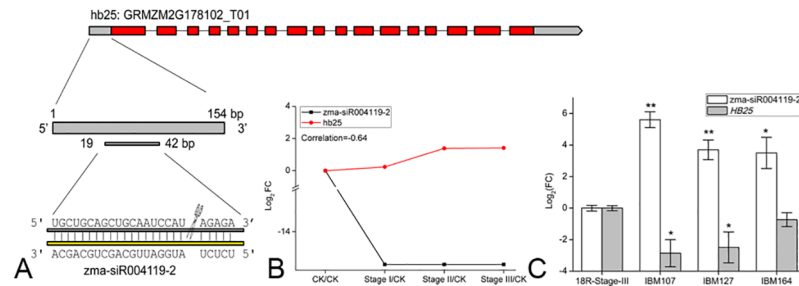 hb25: GRMZM2G178102_T01
1 154 bp
5' 3'
19 42 bp
5' UGCUGCAGCUGCAAUCCAU AGAGA 3'
3' ACGACGUCGACGUUAGGUA UCUCU 5'
zma-siR004119-2
A
4
2
0
-14
Log2 FC
zma-siR004119-2
hb25
Correlation=-0.64
CK/CK Stage I/CK Stage II/CK Stage III/CK
B
6
4
2
0
-2
-4
Log2(FC)
zma-siR004119-2
HB25
** ** *
* *
18R-Stage-III IBM107 IBM127 IBM164
C